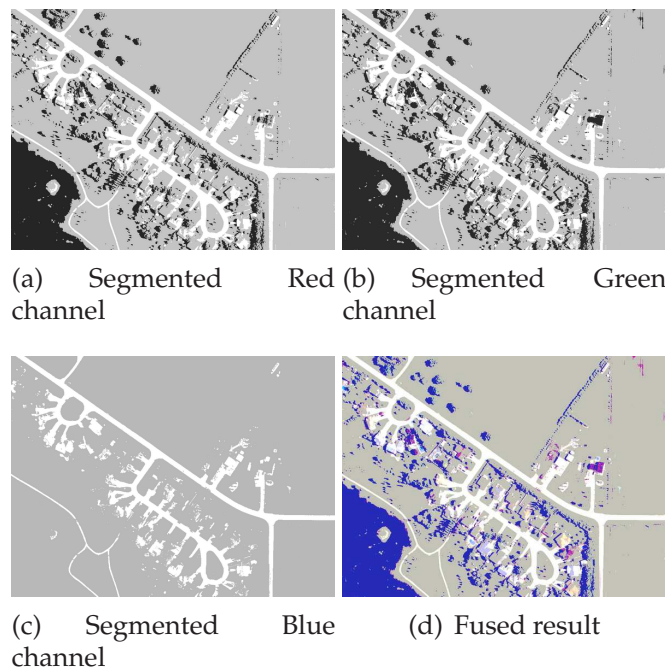 (a) Segmented Red channel
(b) Segmented Green channel
(c) Segmented Blue channel
(d) Fused result